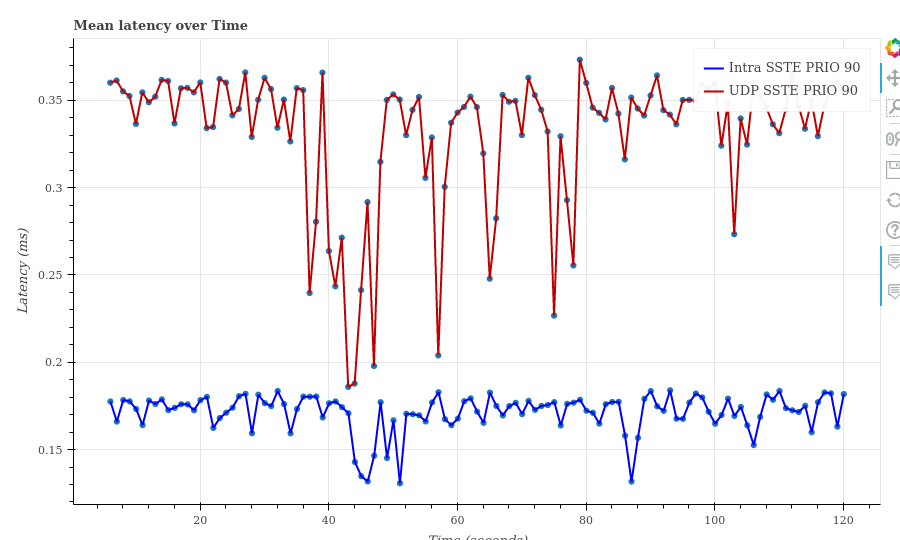 Mean latency over Time
Intra SSTE PRIO 90
UDP SSTE PRIO 90
0.35
0.3
0.25
0.2
0.15
Latency (ms)
20
40
60
80
100
120
Time (seconds)